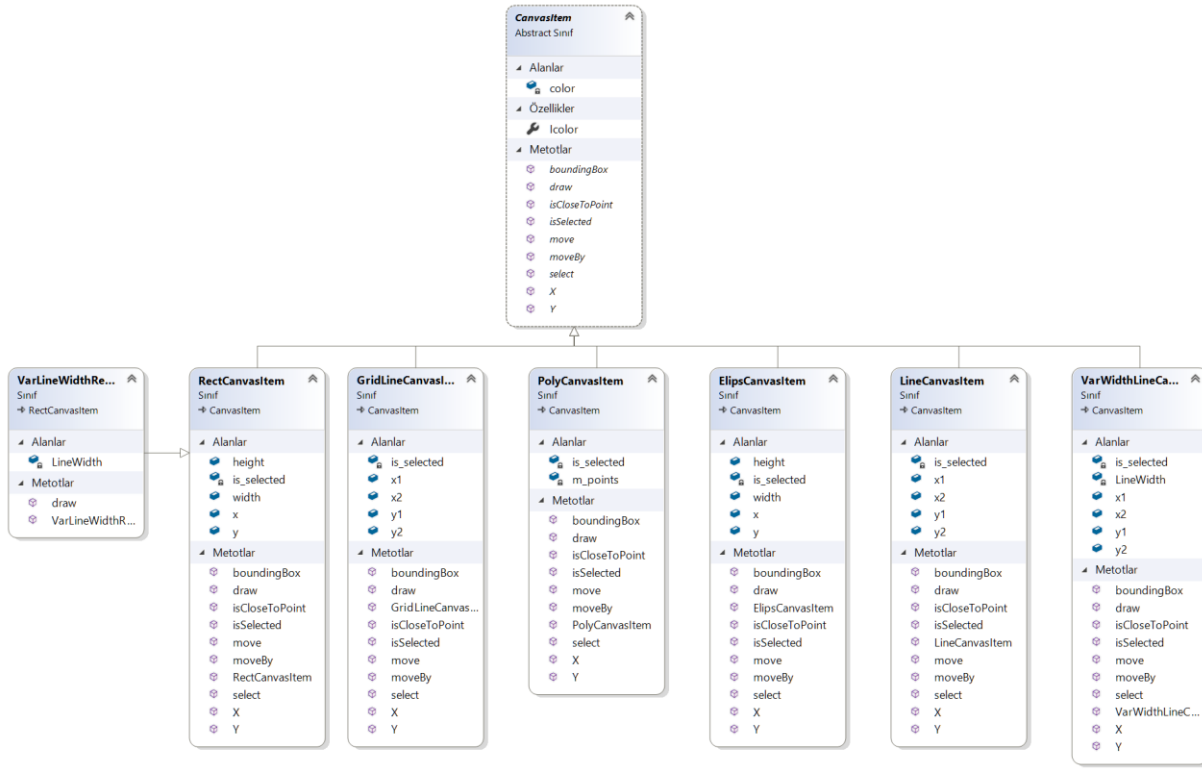 CanvasItem
Abstract Sınıf
Alanlar
color
Özellikler
Icolor
Metotlar
boundingBox
draw
isCloseToPoint
isSelected
move
moveBy
select
X
Y
VarLineWidthRe...
Sınıf
RectCanvasItem
Alanlar
LineWidth
Metotlar
draw
VarLineWidthR...
RectCanvasItem
Sınıf
CanvasItem
Alanlar
height
is_selected
width
x
y
Metotlar
boundingBox
draw
isCloseToPoint
isSelected
move
moveBy
RectCanvasItem
select
X
Y
GridLineCanvasI...
Sınıf
CanvasItem
Alanlar
is_selected
x1
x2
y1
y2
Metotlar
boundingBox
draw
GridLineCanvas...
isCloseToPoint
isSelected
move
moveBy
select
X
Y
PolyCanvasItem
Sınıf
CanvasItem
Alanlar
is_selected
m_points
Metotlar
boundingBox
draw
isCloseToPoint
isSelected
move
moveBy
PolyCanvasItem
select
X
Y
ElipsCanvasItem
Sınıf
CanvasItem
Alanlar
height
is_selected
width
x
y
Metotlar
boundingBox
draw
ElipsCanvasItem
isCloseToPoint
isSelected
move
moveBy
select
X
Y
LineCanvasItem
Sınıf
CanvasItem
Alanlar
is_selected
x1
x2
y1
y2
Metotlar
boundingBox
draw
isCloseToPoint
isSelected
LineCanvasItem
move
moveBy
select
X
Y
VarWidthLineCa...
Sınıf
CanvasItem
Alanlar
is_selected
LineWidth
x1
x2
y1
y2
Metotlar
boundingBox
draw
isCloseToPoint
isSelected
move
moveBy
select
VarWidthLineC...
X
Y